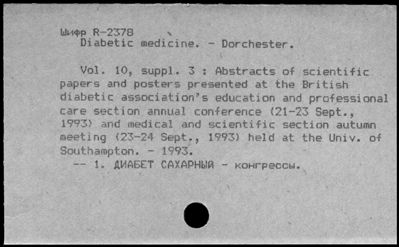 Шифр R-2378
Diabetic medicine. - Dorchester.
Vol. 10, suppl. 3 : Abstracts of scientific
papers and posters presented at the British
diabetic association's education and professional
care section annual conference (21-23 Sept.,
1993) and medical and scientific section autumn
meeting (23-24 Sept., 1993) held at the Univ. of
Southampton. - 1993.
-- 1. ДИАБЕТ САХАРНЫЙ - конгрессы.